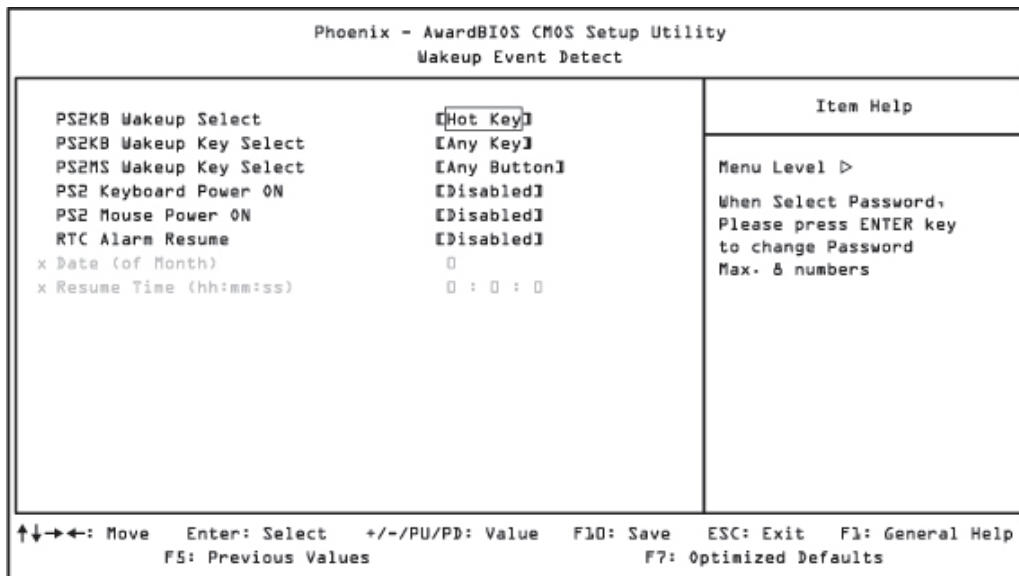 Phoenix - AwardBIOS CMOS Setup Utility
Wakeup Event Detect
PS2KB Wakeup Select [Hot Key]
PS2KB Wakeup Key Select [Any Key]
PS2MS Wakeup Key Select [Any Button]
PS2 Keyboard Power ON [Disabled]
PS2 Mouse Power ON [Disabled]
RTC Alarm Resume [Disabled]
x Date (of Month) 0
x Resume Time (hh:mm:ss) 0 : 0 : 0
Item Help
Menu Level ▷
When Select Password,
Please press ENTER key
to change Password
Max. 8 numbers
↑↓→←: Move Enter: Select +/-/PU/PD: Value F10: Save ESC: Exit F1: General Help
F5: Previous Values F7: Optimized Defaults